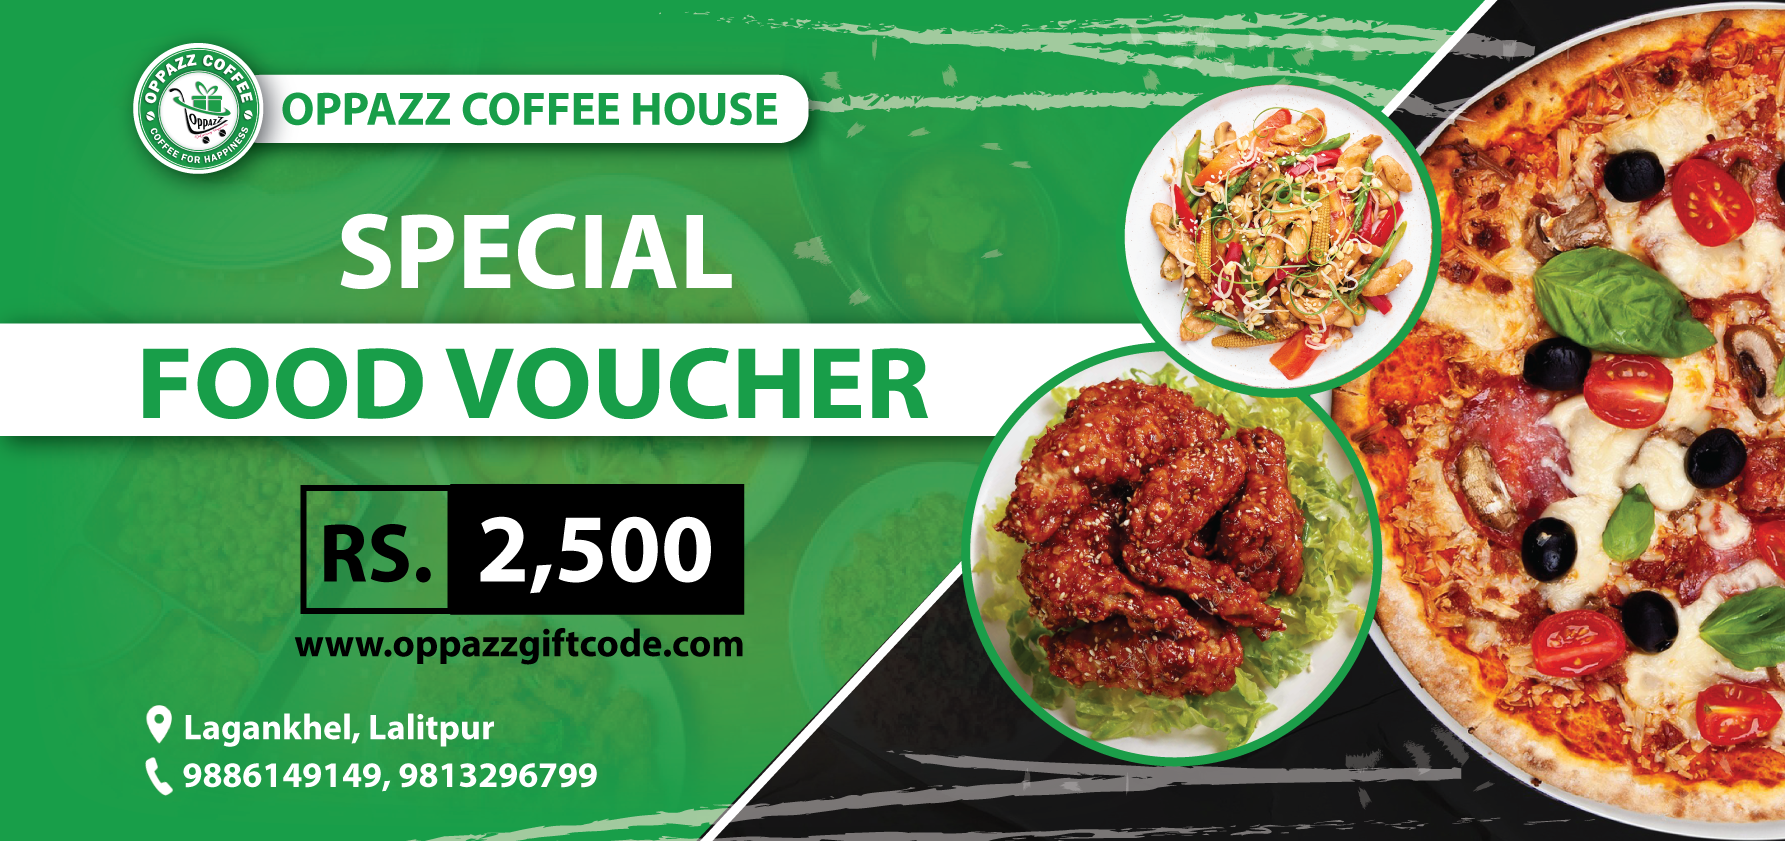 OPPAZZ COFFEE
OPPAZZ
COFFEE FOR HAPPINESS
OPPAZZ COFFEE HOUSE
SPECIAL
FOOD VOUCHER
RS. 2,500
www.oppazzgiftcode.com
Lagankhel, Lalitpur
9886149149, 9813296799